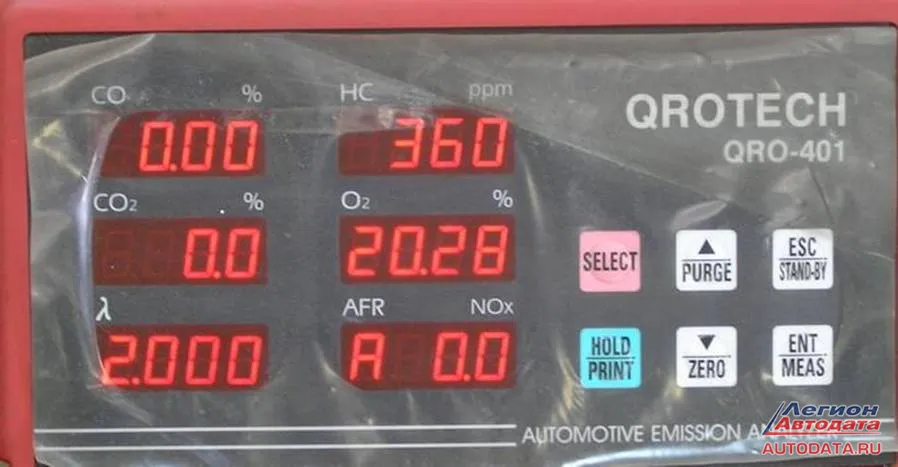 CO % HC ppm
0.00 360
QROTECH
QRO-401
CO2 % O2 %
0.0 20.28
SELECT
▲
PURGE
ESC
STAND-BY
λ AFR NOx
2.000 A 0.0
HOLD
PRINT
▼
ZERO
ENT
MEAS
AUTOMOTIVE EMISSION
Легион
Автодата
AUTODATA.RU